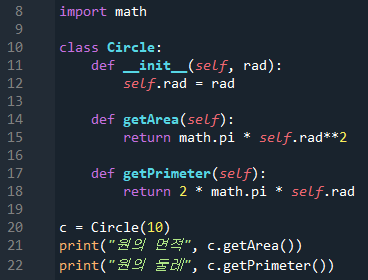 8 import math
9
10 class Circle:
11     def __init__(self, rad):
12         self.rad = rad
13
14     def getArea(self):
15         return math.pi * self.rad**2
16
17     def getPrimeter(self):
18         return 2 * math.pi * self.rad
19
20 c = Circle(10)
21 print("원의 면적", c.getArea())
22 print("원의 둘레", c.getPrimeter())